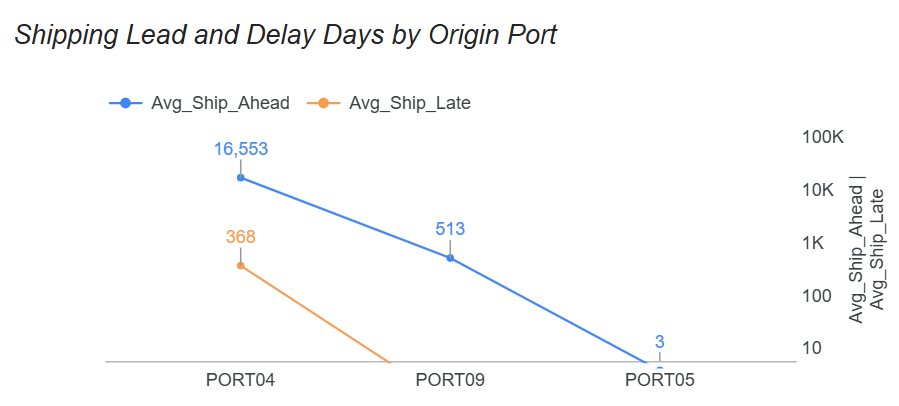 Shipping Lead and Delay Days by Origin Port
Avg_Ship_Ahead
Avg_Ship_Late
16,553
368
513
3
100K
10K
1K
100
10
Avg_Ship_Ahead |
Avg_Ship_Late
PORT04
PORT09
PORT05